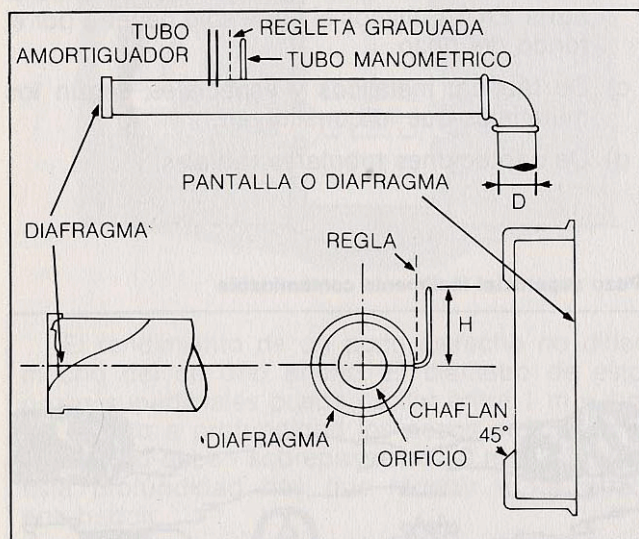 TUBO
AMORTIGUADOR
REGLETA GRADUADA
TUBO MANOMETRICO
D
PANTALLA O DIAFRAGMA
DIAFRAGMA
REGLA
H
CHAFLAN
45°
DIAFRAGMA
ORIFICIO